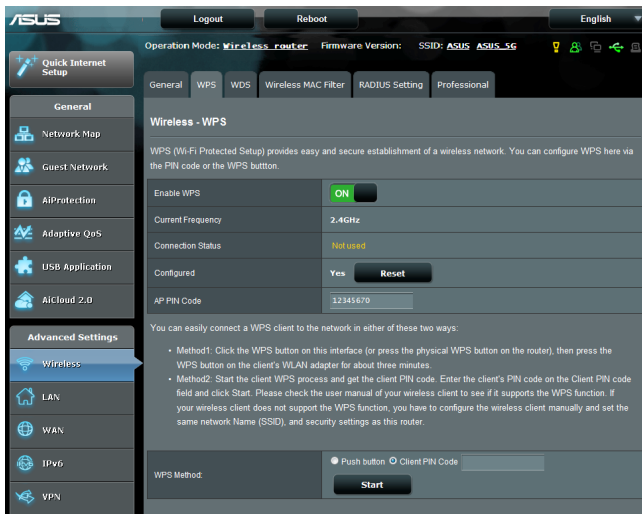 ASUS
Logout
Reboot
English
Operation Mode: Wireless router Firmware Version: SSID: ASUS ASUS_5G
Quick Internet
Setup
General
Network Map
Guest Network
AiProtection
Adaptive QoS
USB Application
AiCloud 2.0
Advanced Settings
Wireless
LAN
WAN
IPv6
VPN
General
WPS
WDS
Wireless MAC Filter
RADIUS Setting
Professional
Wireless - WPS
WPS (Wi-Fi Protected Setup) provides easy and secure establishment of a wireless network. You can configure WPS here via
the PIN code or the WPS buttton.
Enable WPS
ON
Current Frequency
2.4GHz
Connection Status
Not used
Configured
Yes Reset
AP PIN Code
12345670
You can easily connect a WPS client to the network in either of these two ways:
• Method1: Click the WPS button on this interface (or press the physical WPS button on the router), then press the
WPS button on the client's WLAN adapter for about three minutes.
• Method2: Start the client WPS process and get the client PIN code. Enter the client's PIN code on the Client PIN code
field and click Start. Please check the user manual of your wireless client to see if it supports the WPS function. If
your wireless client does not support the WPS function, you have to configure the wireless client manually and set the
same network Name (SSID), and security settings as this router.
WPS Method:
Push button Client PIN Code
Start